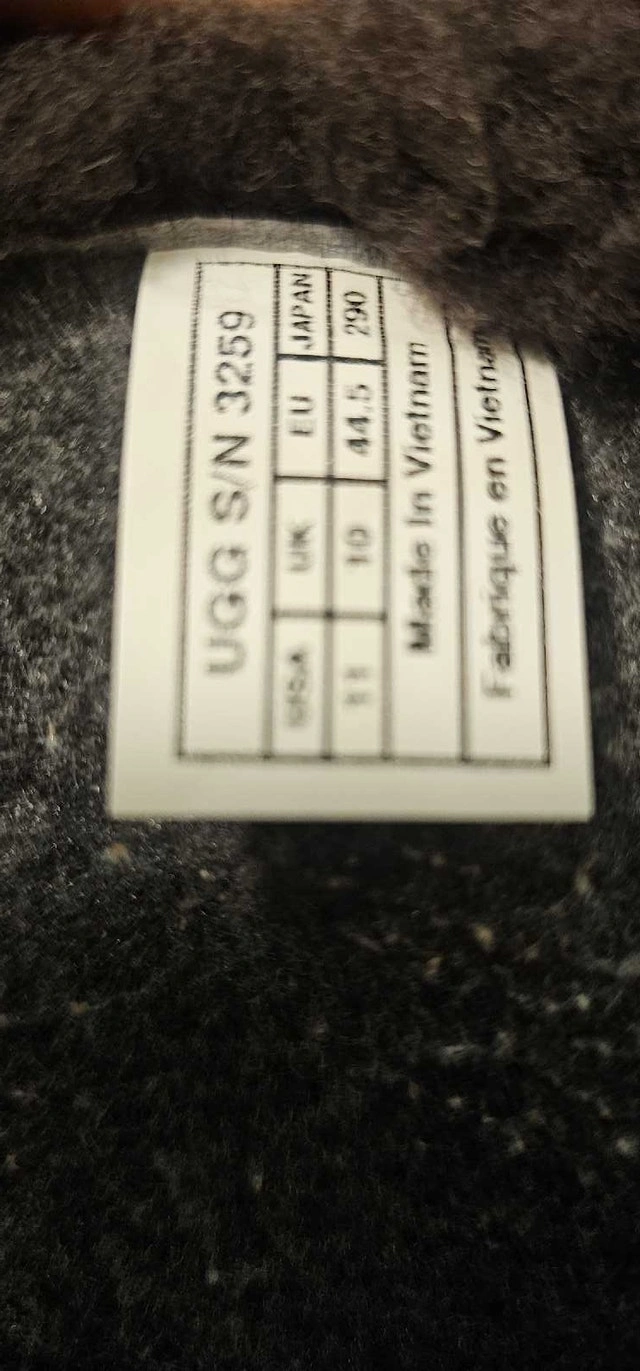 UGG S/N 3259
USA UK EU JAPAN
11 10 44.5 290
Made In Vietnam
Fabrique en Vietnam